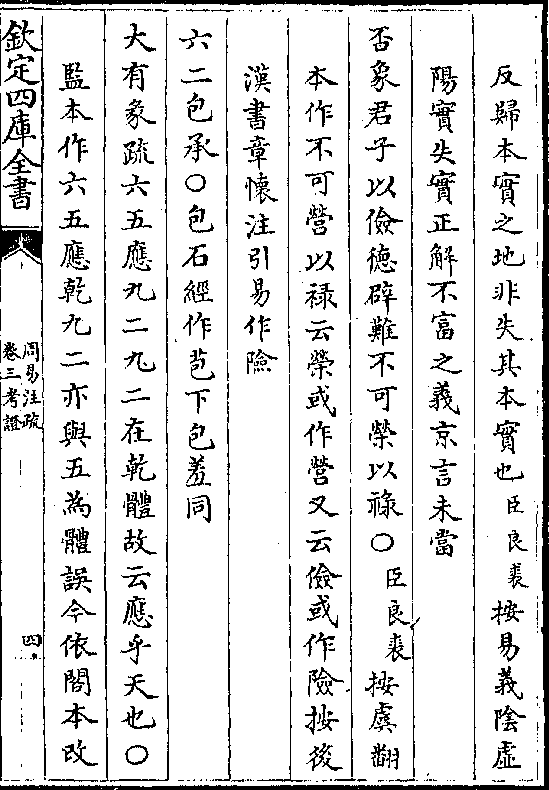 反歸本實之地非失其本實也臣良裘按易義陰虛
陽實失實正解不富之義京言未當
否象君子以儉德辟難不可榮以祿○臣良裘按虞翻
本作不可營以祿云榮或作營又云儉或作險按後
漢書章懷注引易作險
六二包承○包石經作苞下包羞同
大有象疏六五應九二九二在乾體故云應乎天也○
監本作六五應乾九二亦與五為體誤今依閣本改
欽定四庫全書
周易注疏
卷三考證
四